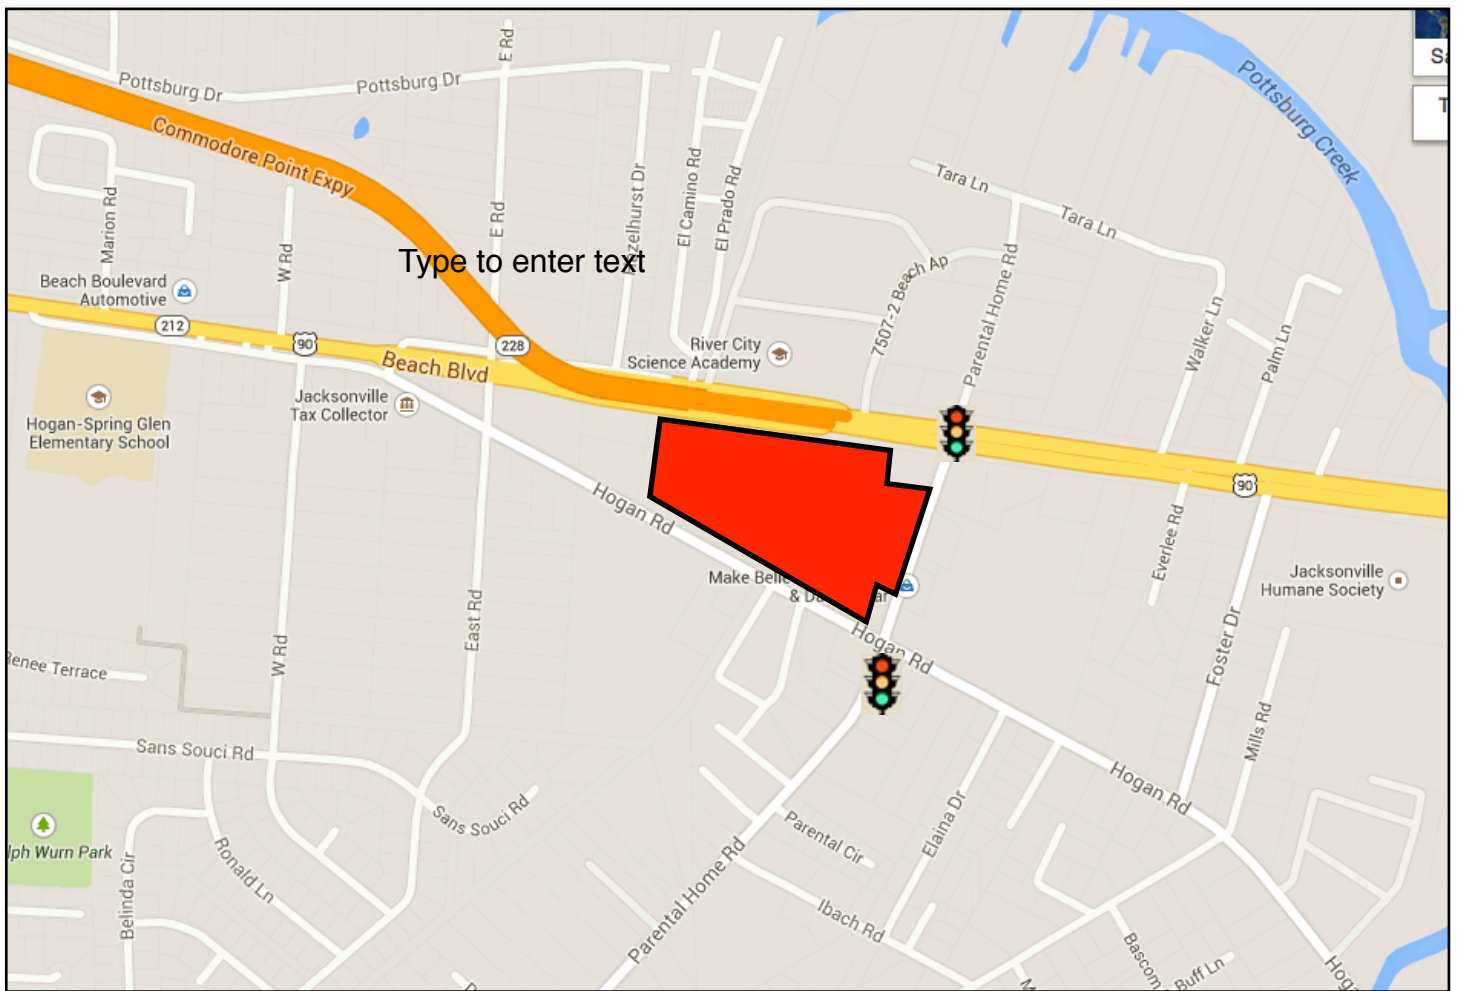 E Rd
Pottsburg Dr
Pottsburg Dr
Commodore Point Expy
Pottsburg Creek
Marion Rd
W Rd
E Rd
El Camino Rd
El Prado Rd
Tara Ln
Tara Ln
Type to enter text
Beach Boulevard
Automotive
212
90
228
Beach Blvd
River City
Science Academy
7507-2 Beach Ap
Parental Home Rd
Walker Ln
Palm Ln
Jacksonville
Tax Collector
Hogan-Spring Glen
Elementary School
Hogan Rd
90
Everlee Rd
Jacksonville
Humane Society
Make
East Rd
W Rd
Hogan Rd
Foster Dr
Mills Rd
Terrace
Sans Souci Rd
Sans Souci Rd
Hogan Rd
Parental Cir
Elaina Dr
Wurn Park
Belinda Cir
Ronald Ln
Parental Home Rd
Ibach Rd
Bascom
Buff Ln